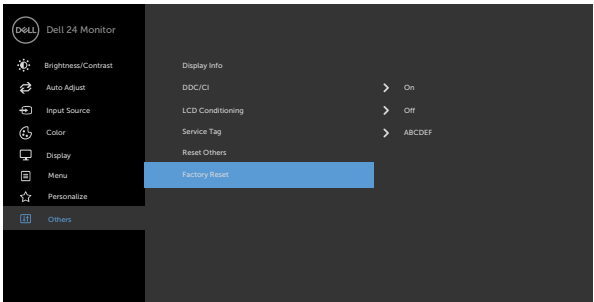 DELL Dell 24 Monitor
Brightness/Contrast Display Info
Auto Adjust DDC/CI On
Input Source LCD Conditioning Off
Color Service Tag ABCDEF
Display Reset Others
Menu Factory Reset
Personalize
Others